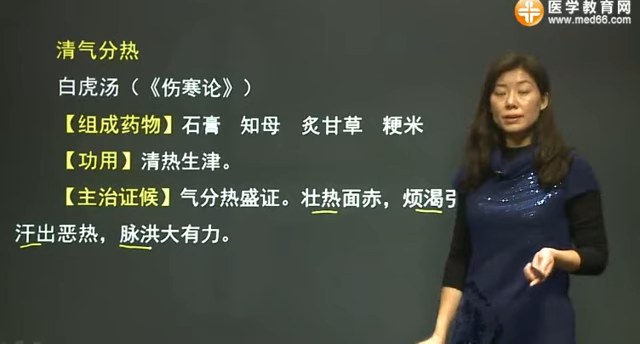 医学教育网
www.med66.com
清气分热
白虎汤（《伤寒论》）
【组成药物】石膏 知母 炙甘草 粳米
【功用】清热生津。
【主治证候】气分热盛证。壮热面赤，烦渴引
汗出恶热，脉洪大有力。